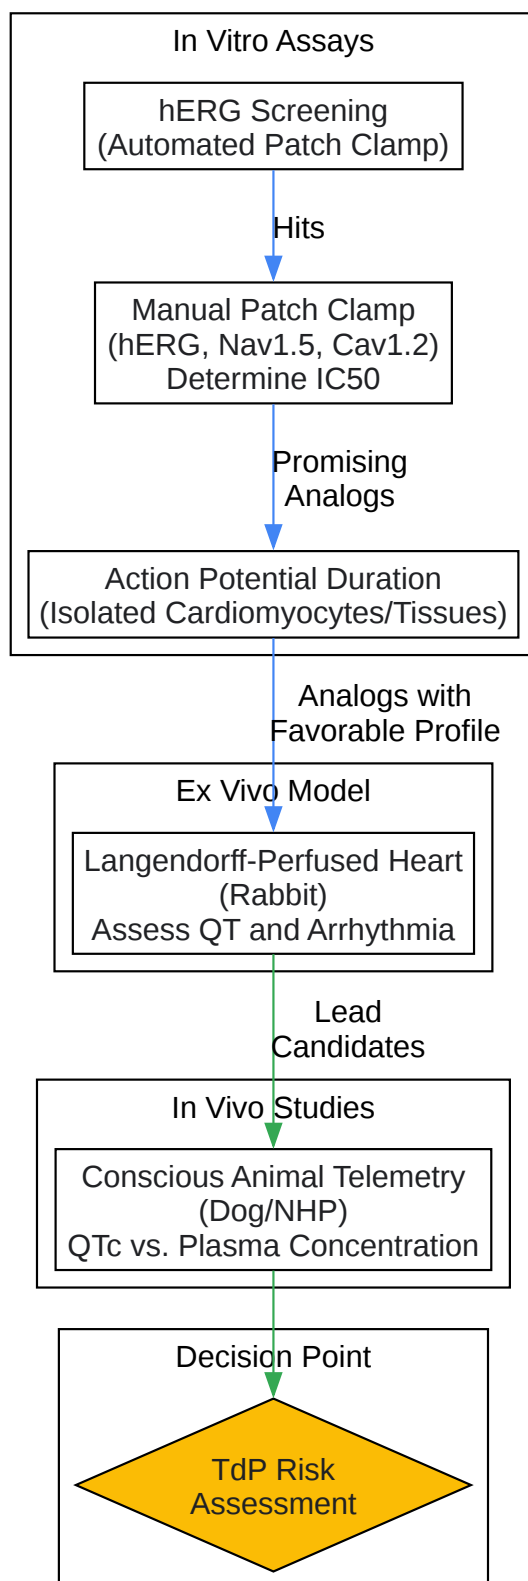 In Vitro Assays
hERG Screening
(Automated Patch Clamp)
Hits
Manual Patch Clamp
(hERG, Nav1.5, Cav1.2)
Determine IC50
Promising
Analogs
Action Potential Duration
(Isolated Cardiomyocytes/Tissues)
Analogs with
Favorable Profile
Ex Vivo Model
Langendorff-Perfused Heart
(Rabbit)
Assess QT and Arrhythmia
Lead
Candidates
In Vivo Studies
Conscious Animal Telemetry
(Dog/NHP)
QTc vs. Plasma Concentration
Decision Point
TdP Risk
Assessment